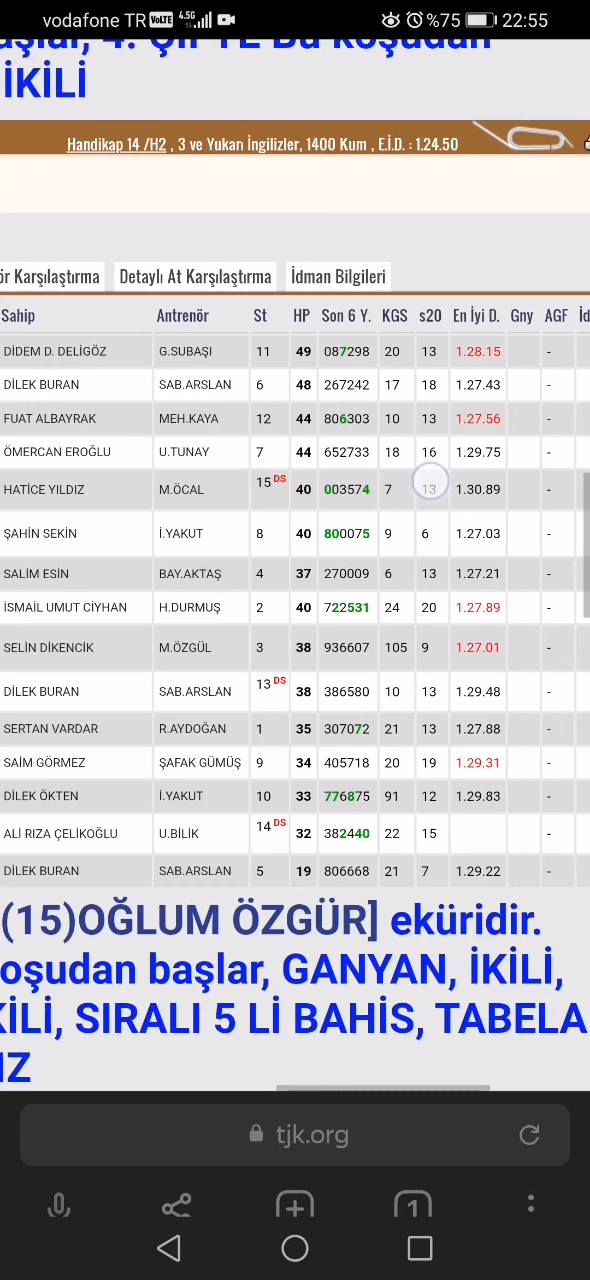 vodafone TR VoLTE 4.5G %75 22:55
başlar, 4. Çif TE Bu koşudan
İKİLİ
Handikap 14 /H2 , 3 ve Yukarı İngilizler, 1400 Kum , E.İ.D. : 1.24.50
ör Karşılaştırma Detaylı At Karşılaştırma İdman Bilgileri
Sahip Antrenör St HP Son 6 Y. KGS s20 En İyi D. Gny AGF İd
DİDEM D. DELİGÖZ G.SUBAŞI 11 49 087298 20 13 1.28.15 -
DİLEK BURAN SAB.ARSLAN 6 48 267242 17 18 1.27.43 -
FUAT ALBAYRAK MEH.KAYA 12 44 806303 10 13 1.27.56 -
ÖMERCAN EROĞLU U.TUNAY 7 44 652733 18 16 1.29.75 -
HATİCE YILDIZ M.ÖCAL 15 DS 40 003574 7 13 1.30.89 -
ŞAHİN SEKİN İ.YAKUT 8 40 800075 9 6 1.27.03 -
SALİM ESİN BAY.AKTAŞ 4 37 270009 6 13 1.27.21 -
İSMAİL UMUT CİYHAN H.DURMUŞ 2 40 722531 24 20 1.27.89 -
SELİN DİKENCİK M.ÖZGÜL 3 38 936607 105 9 1.27.01 -
DİLEK BURAN SAB.ARSLAN 13 DS 38 386580 10 13 1.29.48 -
SERTAN VARDAR R.AYDOĞAN 1 35 307072 21 13 1.27.88 -
SAİM GÖRMEZ ŞAFAK GÜMÜŞ 9 34 405718 20 19 1.29.31 -
DİLEK ÖKTEN İ.YAKUT 10 33 776875 91 12 1.29.83 -
ALİ RIZA ÇELİKOĞLU U.BİLİK 14 DS 32 382440 22 15 -
DİLEK BURAN SAB.ARSLAN 5 19 806668 21 7 1.29.22 -
(15)OĞLUM ÖZGÜR] eküridir.
oşudan başlar, GANYAN, İKİLİ,
KİLİ, SIRALI 5 Lİ BAHİS, TABELA
IZ
tjk.org
1